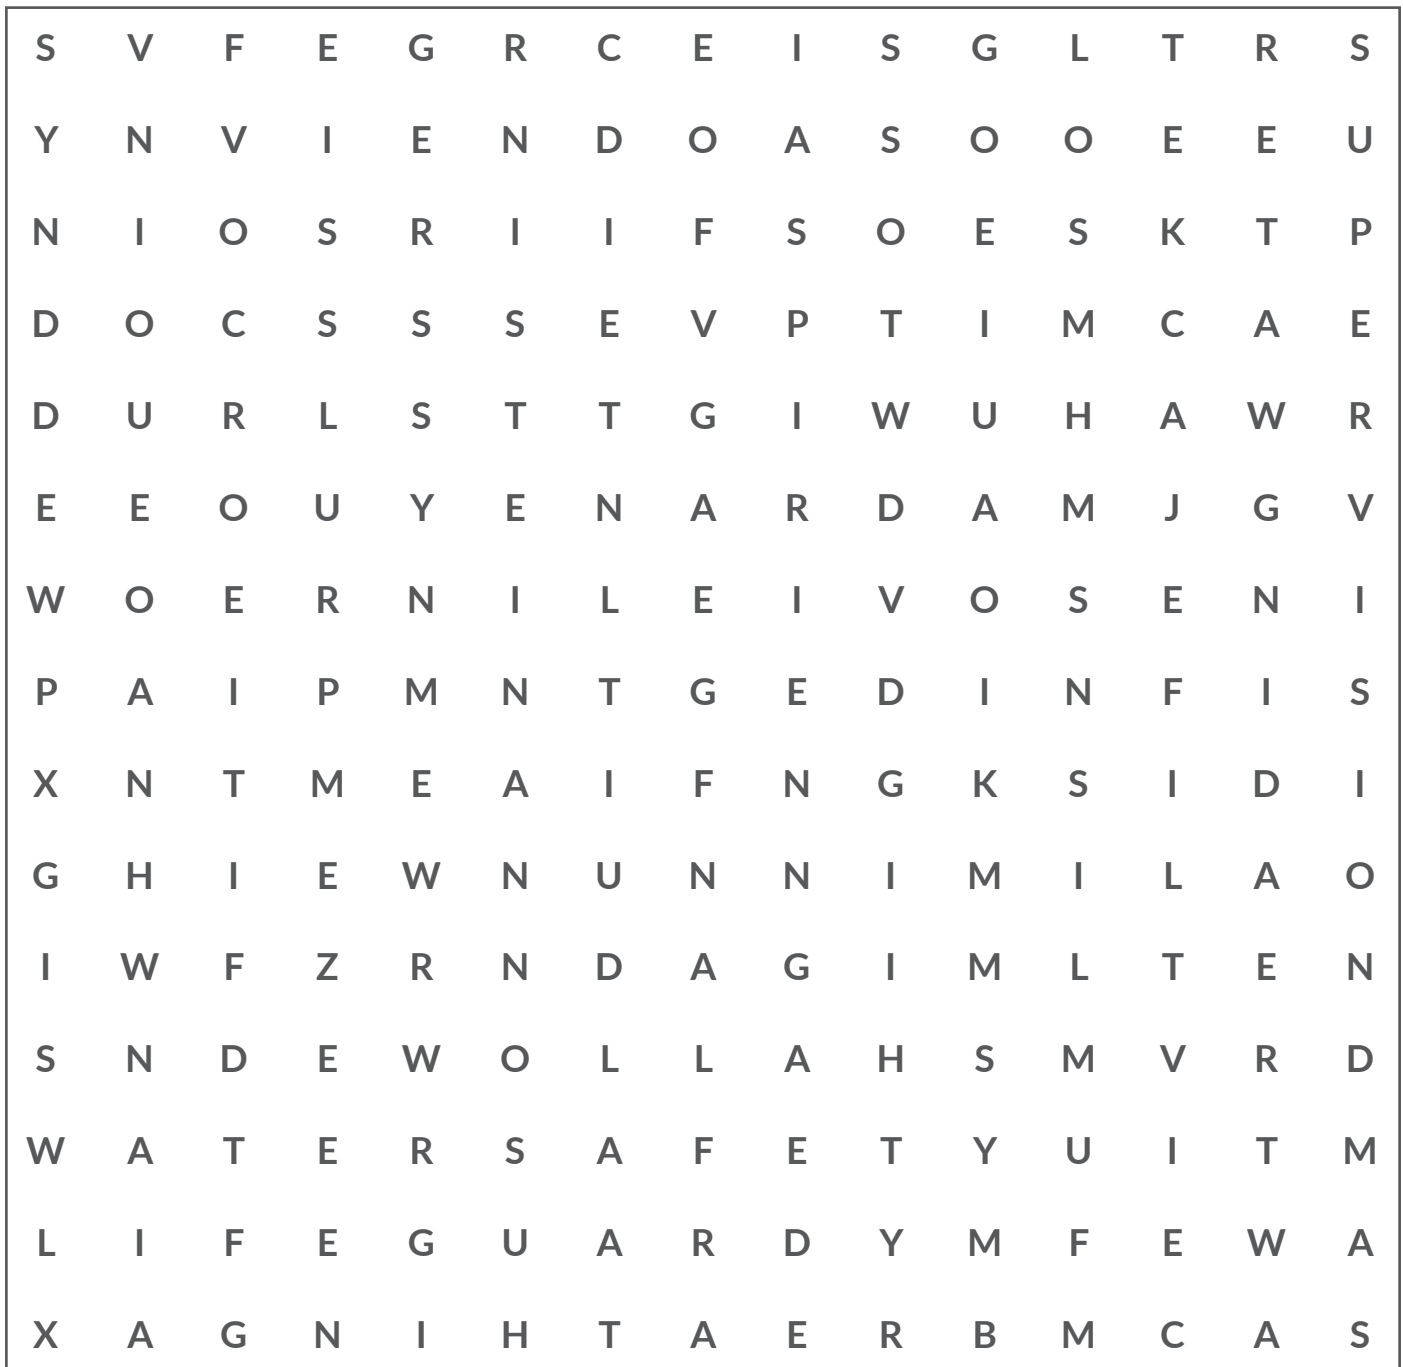 S V F E G R C E I S G L T R S
Y N V I E N D O A S O O E E U
N I O S R I I F S O E S K T P
D O C S S S E V P T I M C A E
D U R L S T T G I W U H A W R
E E O U Y E N A R D A M J G V
W O E R N I L E I V O S E N I
P A I P M N T G E D I N F I S
X N T M E A I F N G K S I D I
G H I E W N U N N I M I L A O
I W F Z R N D A G I M L T E N
S N D E W O L L A H S M V R D
W A T E R S A F E T Y U I T M
L I F E G U A R D Y M F E W A
X A G N I H T A E R B M C A S